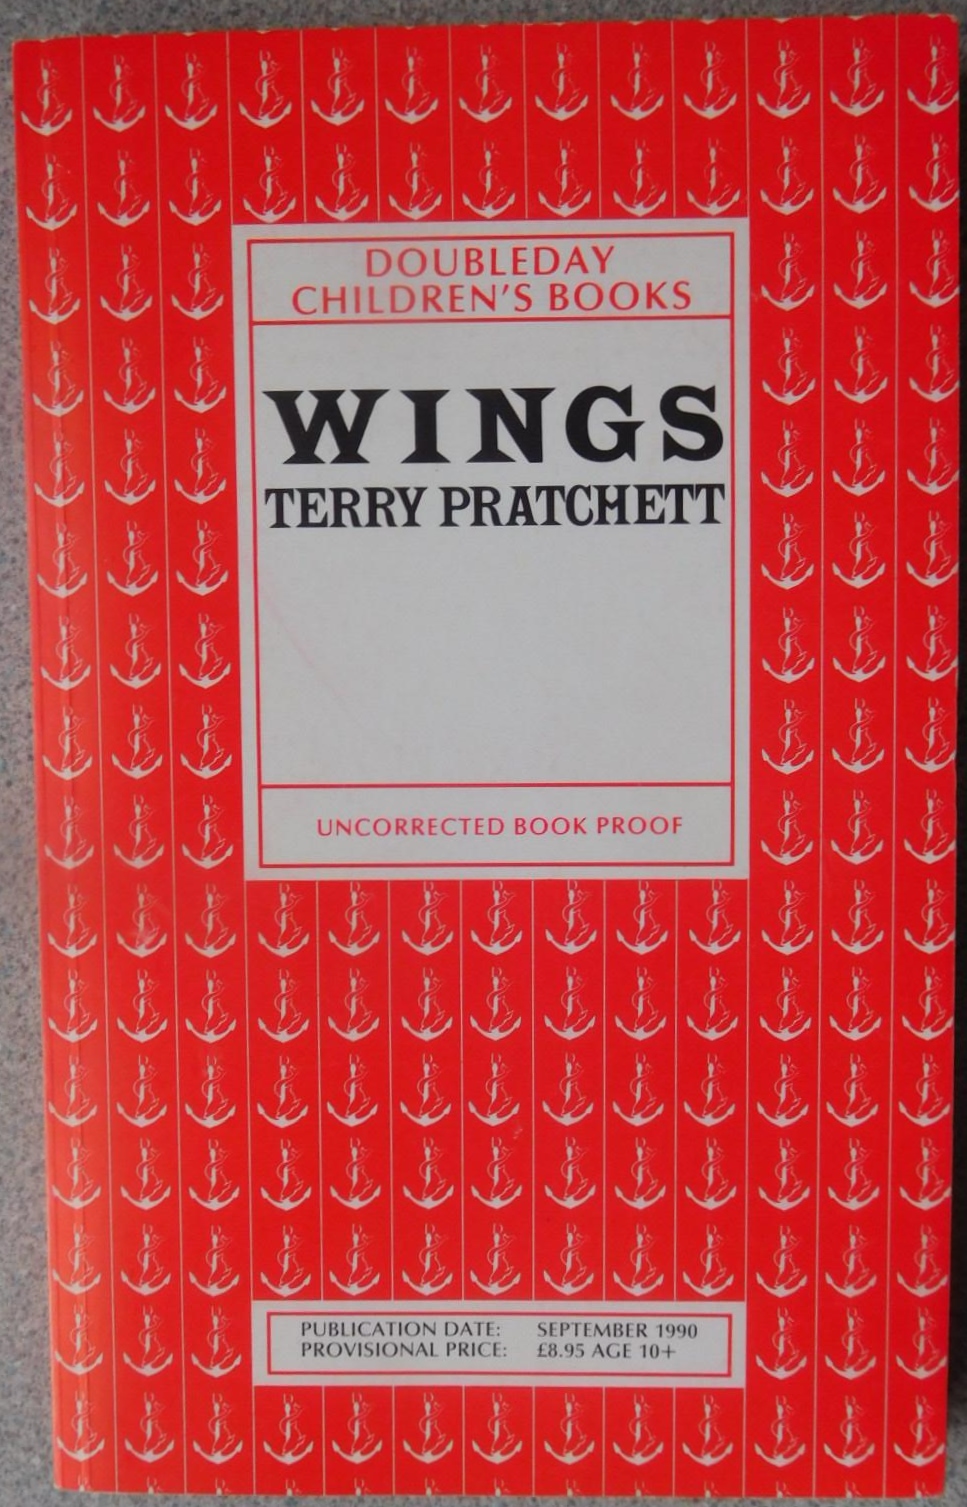 DOUBLEDAY
CHILDREN'S BOOKS
WINGS
TERRY PRATCHETT
UNCORRECTED BOOK PROOF
PUBLICATION DATE: SEPTEMBER 1990
PROVISIONAL PRICE: £8.95 AGE 10+